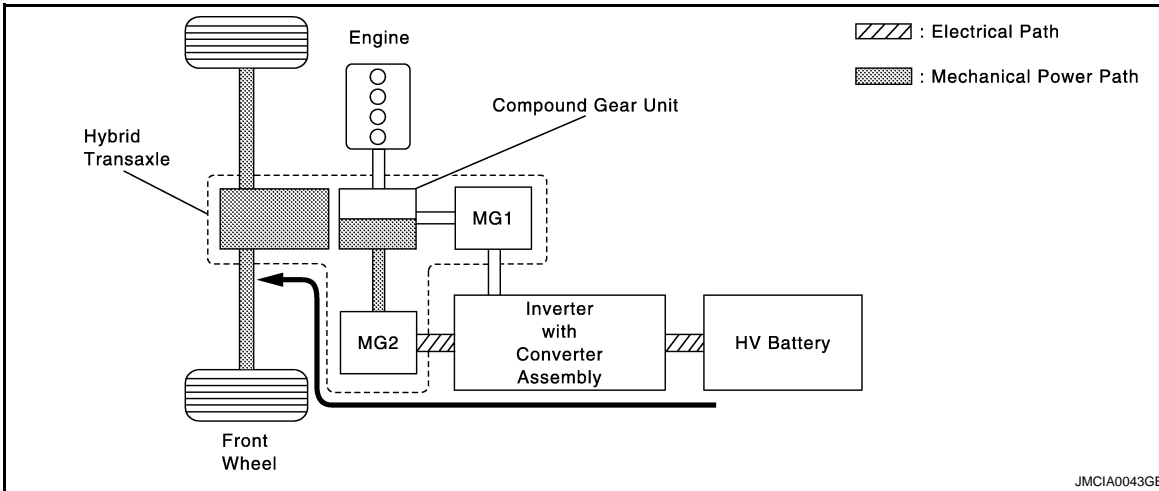 Engine
: Electrical Path
: Mechanical Power Path
Compound Gear Unit
Hybrid
Transaxle
MG1
Inverter
with
Converter
Assembly
MG2
HV Battery
Front
Wheel
JMCIA0043GB